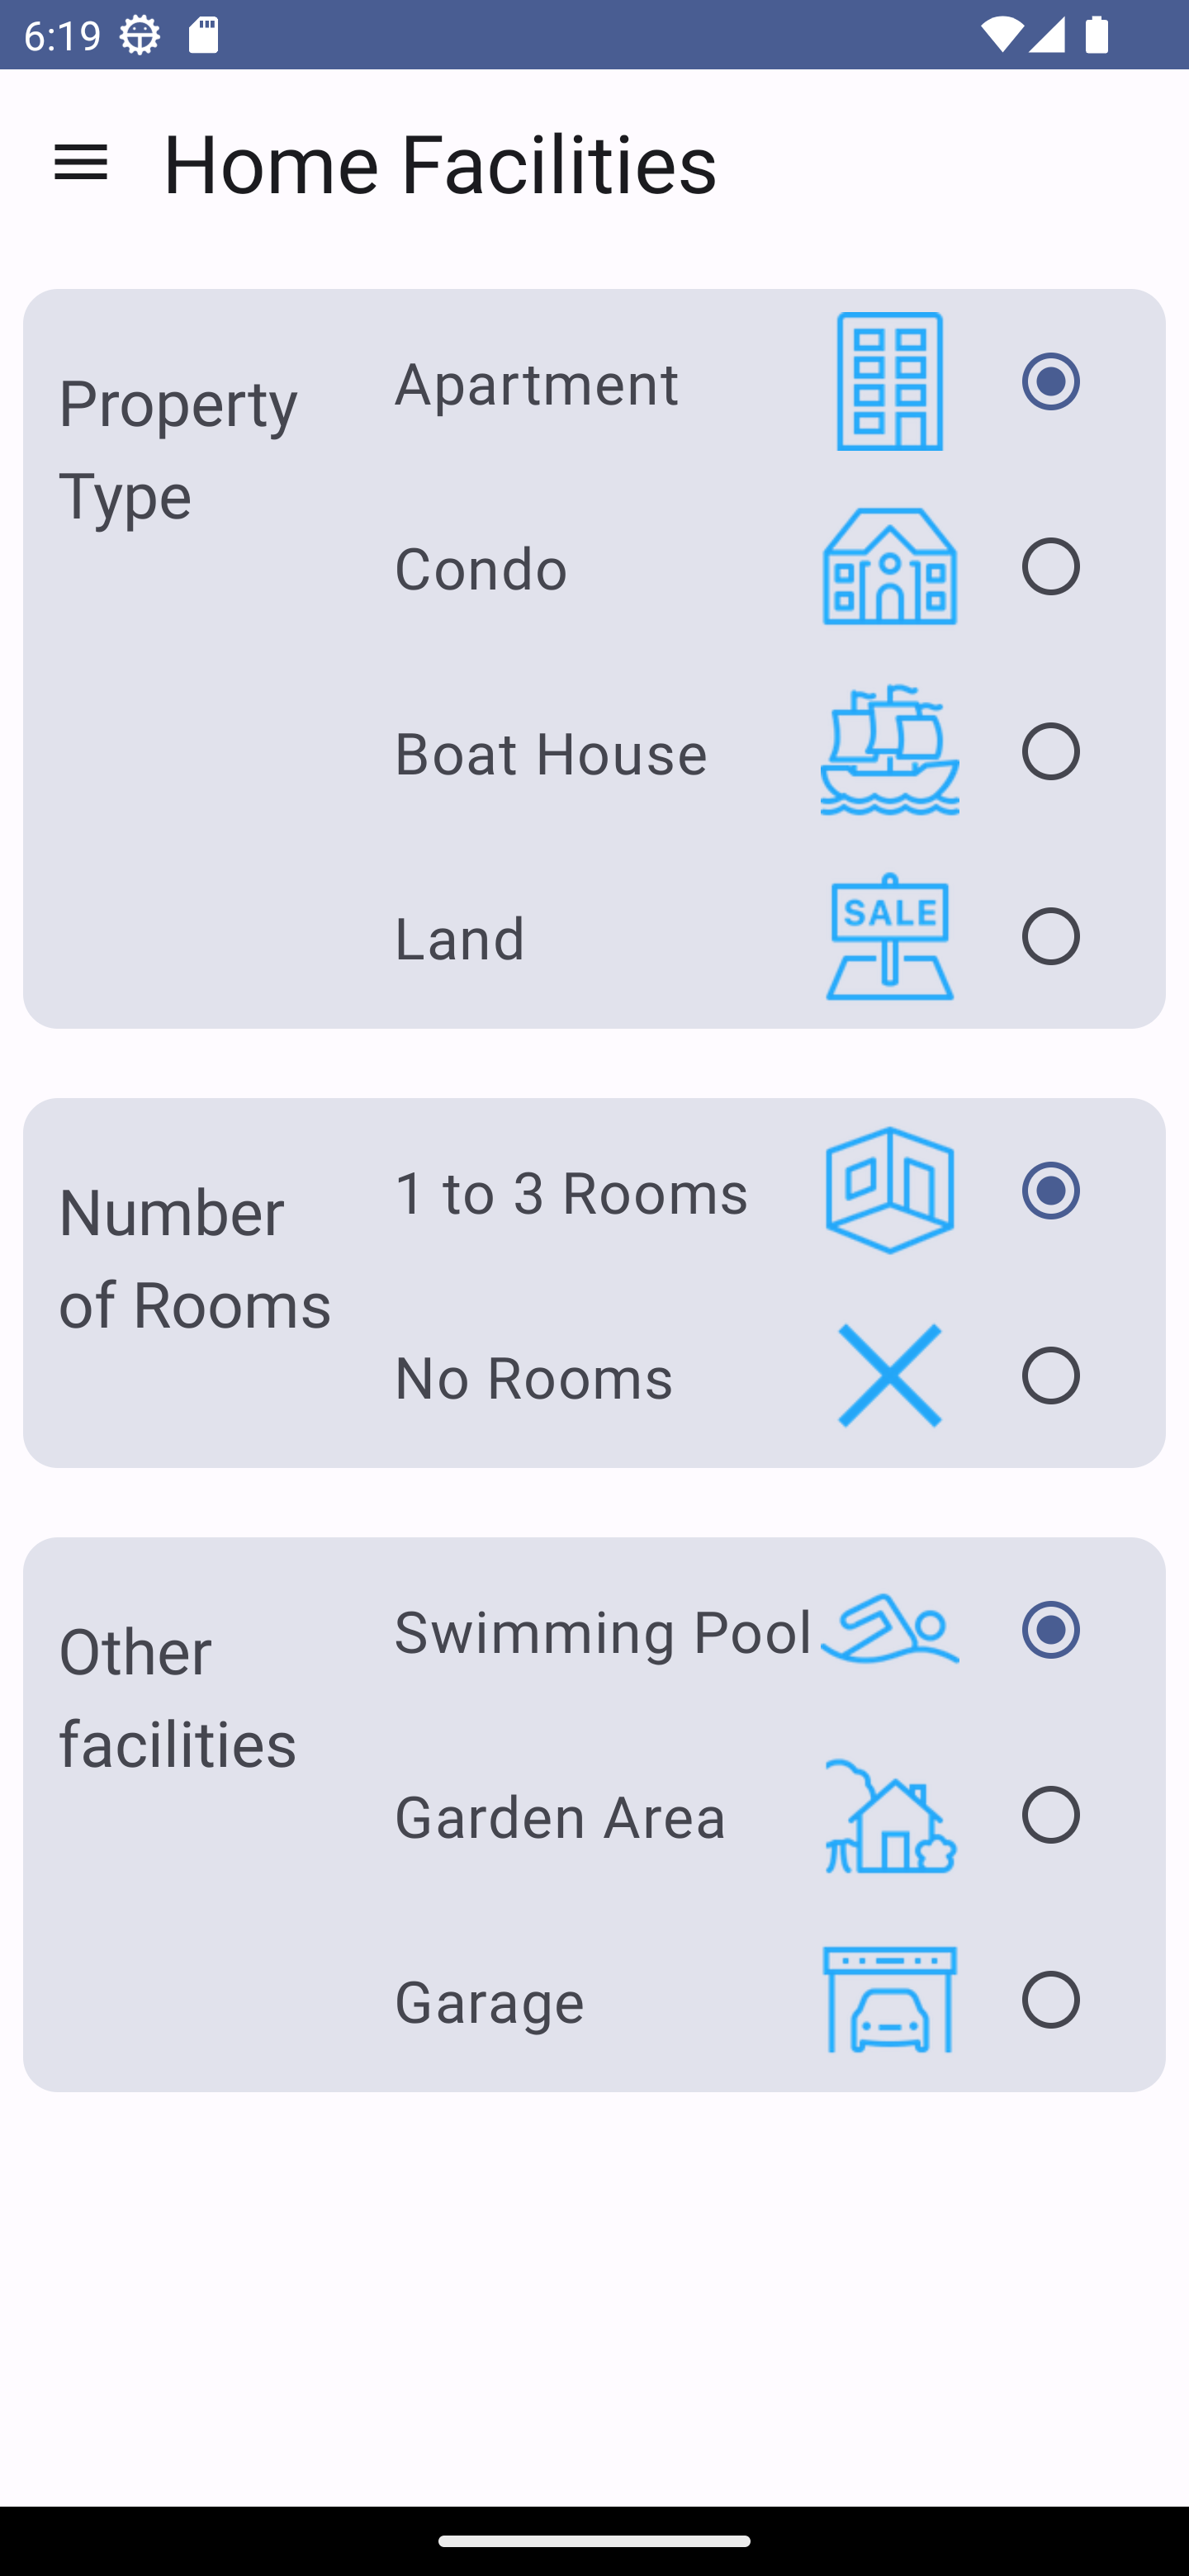 6:19
Home Facilities
Property
Type
Apartment
Condo
Boat House
Land
SALE
Number
of Rooms
1 to 3 Rooms
No Rooms
Other
facilities
Swimming Pool
Garden Area
Garage